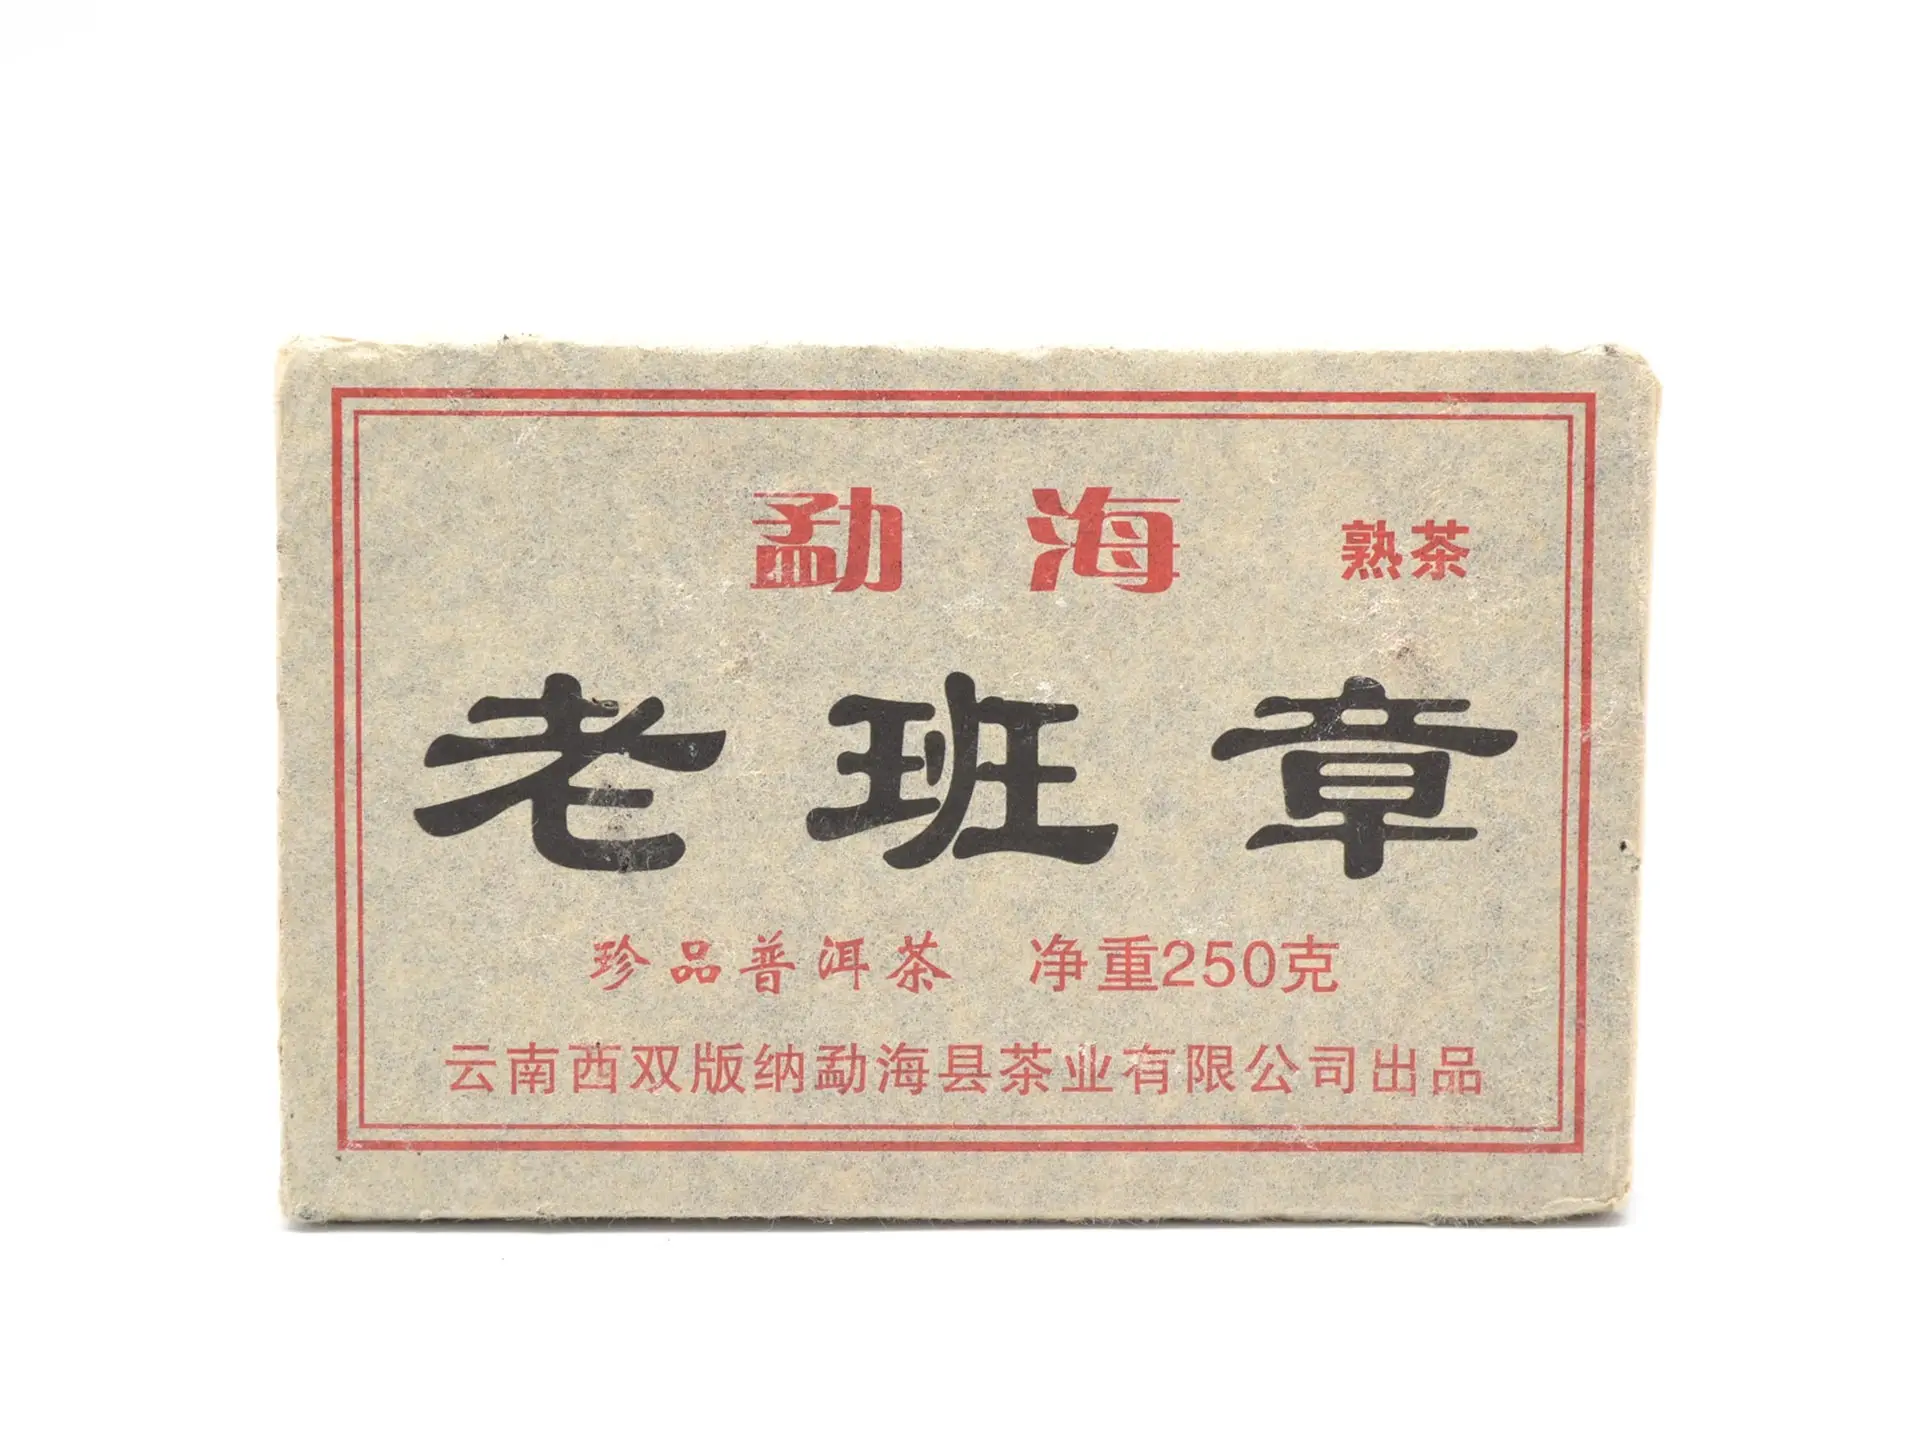 勐海 熟茶
老班章
珍品普洱茶 净重250克
云南西双版纳勐海县茶业有限公司出品